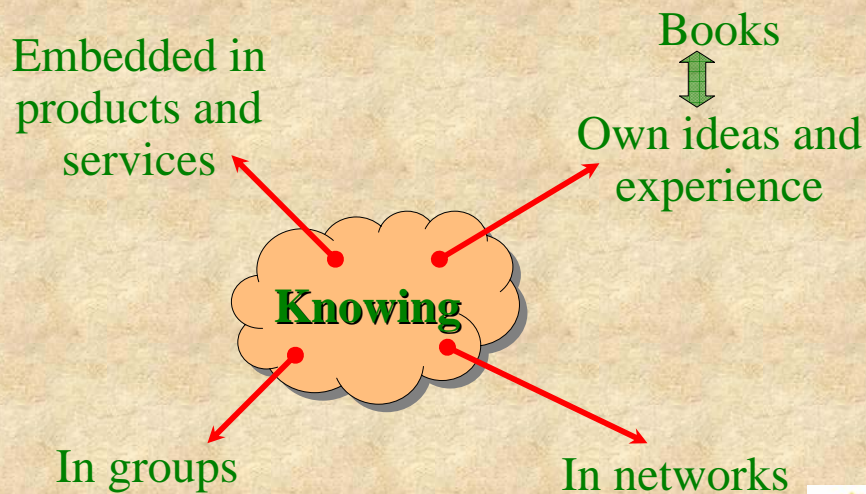 Embedded in
products and
services
Books
Own ideas and
experience
Knowing
In groups
In networks